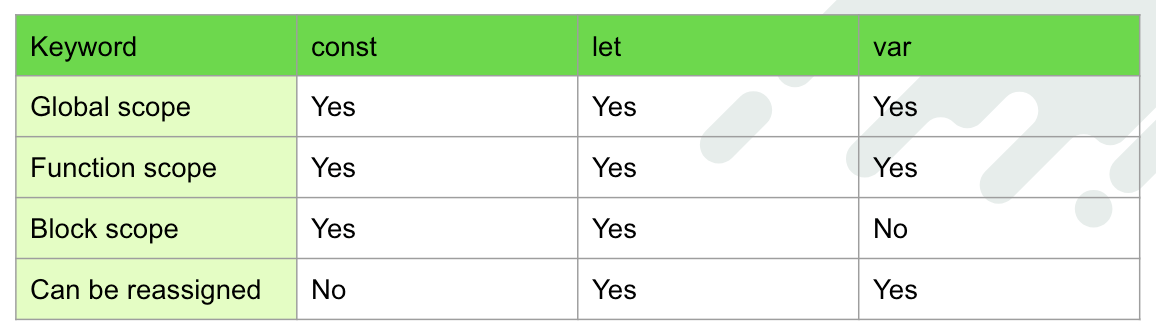 Keyword const let var
Global scope Yes Yes Yes
Function scope Yes Yes Yes
Block scope Yes Yes No
Can be reassigned No Yes Yes